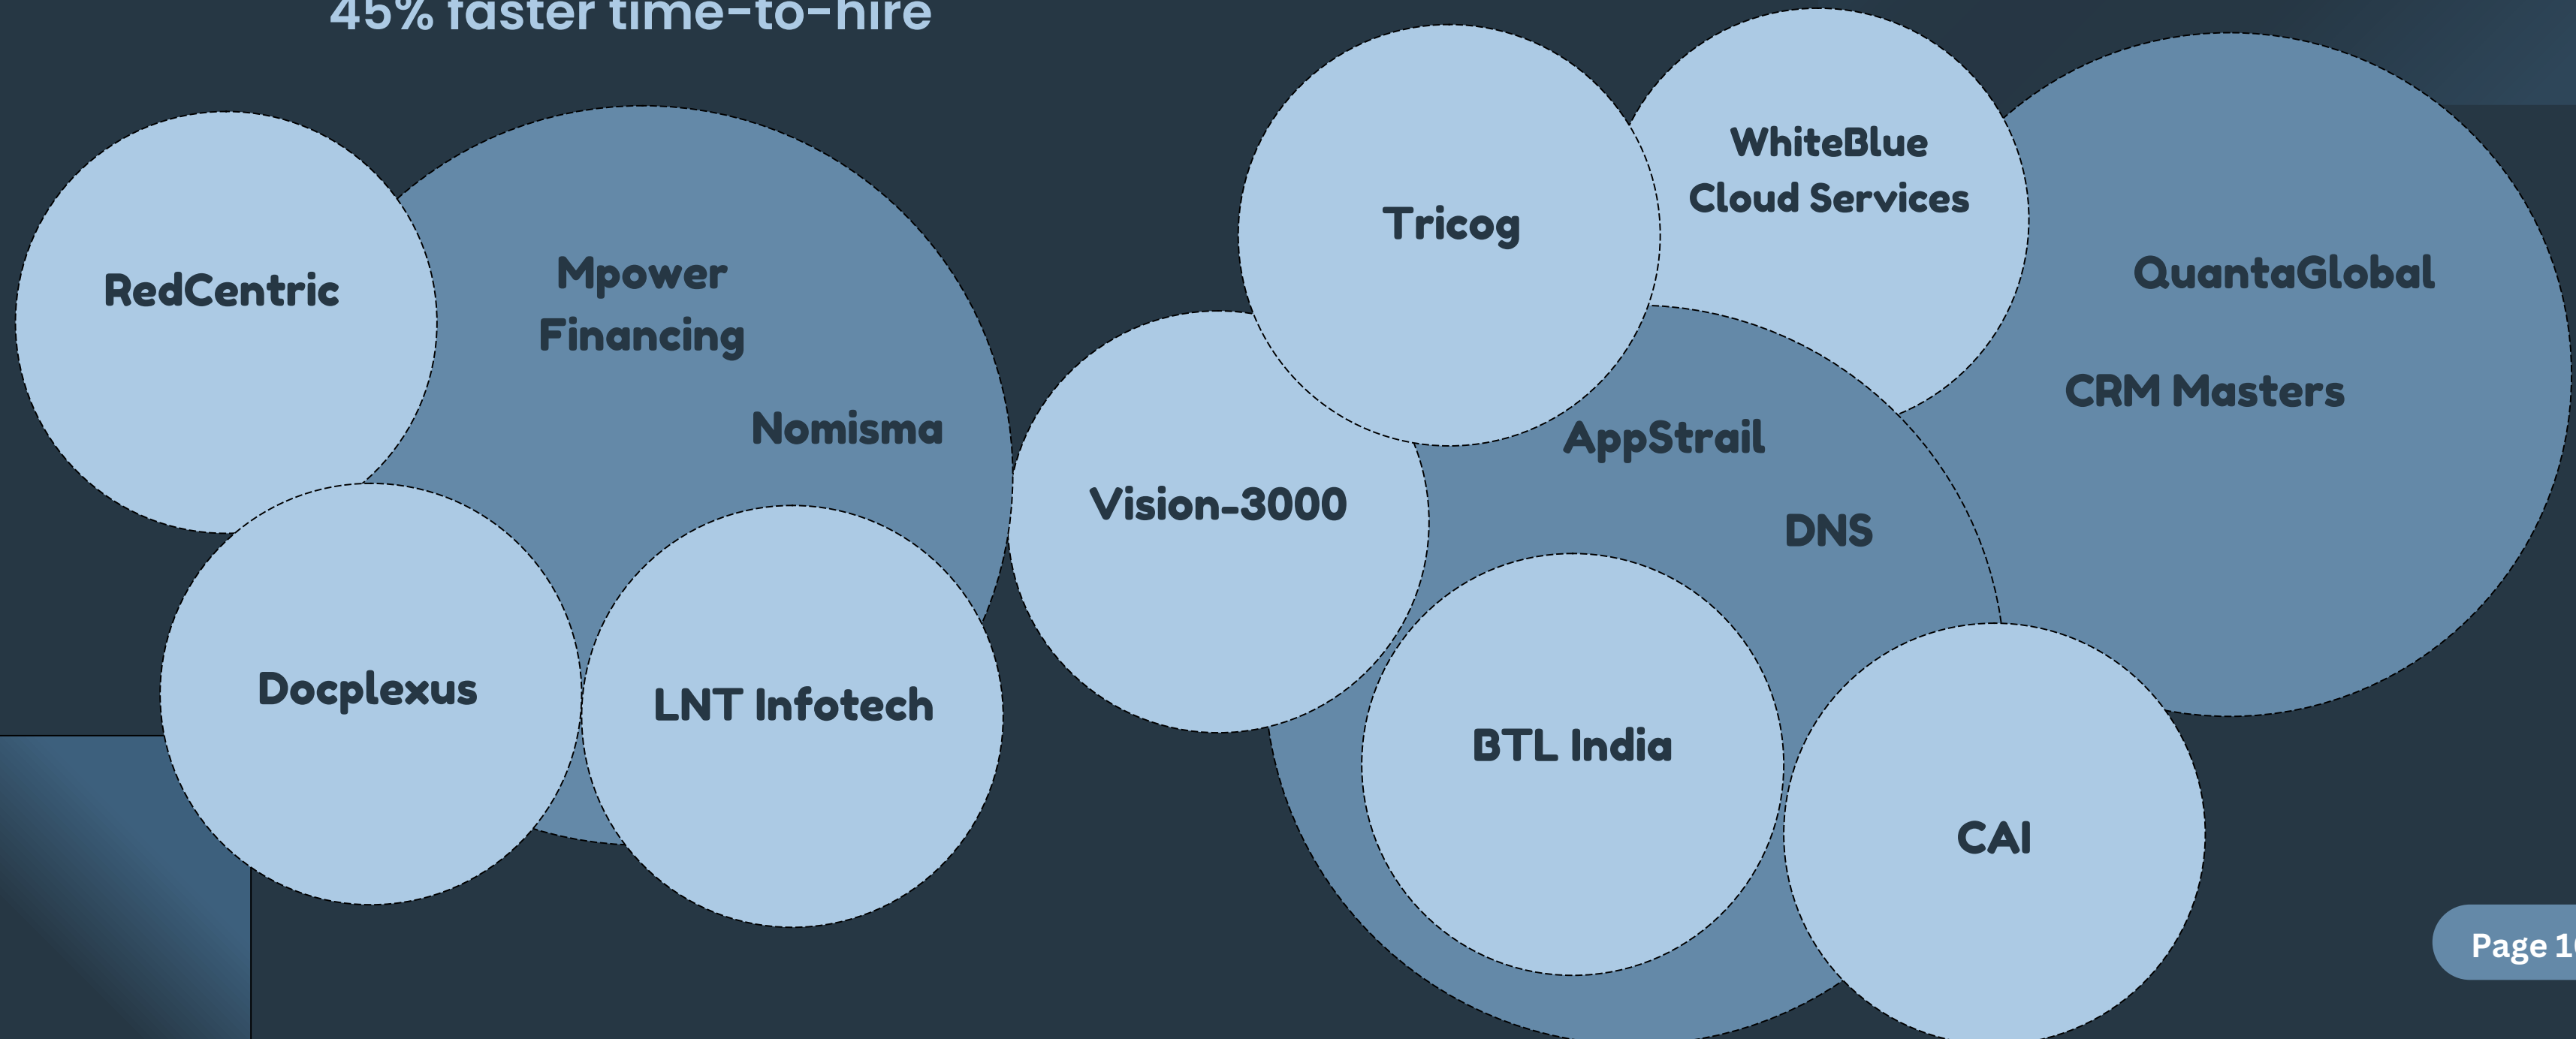 45% faster time-to-hire
RedCentric
Mpower
Financing
Nomisma
Docplexus
LNT Infotech
Tricog
WhiteBlue
Cloud Services
QuantaGlobal
CRM Masters
Vision-3000
AppStrail
DNS
BTL India
CAI
Page